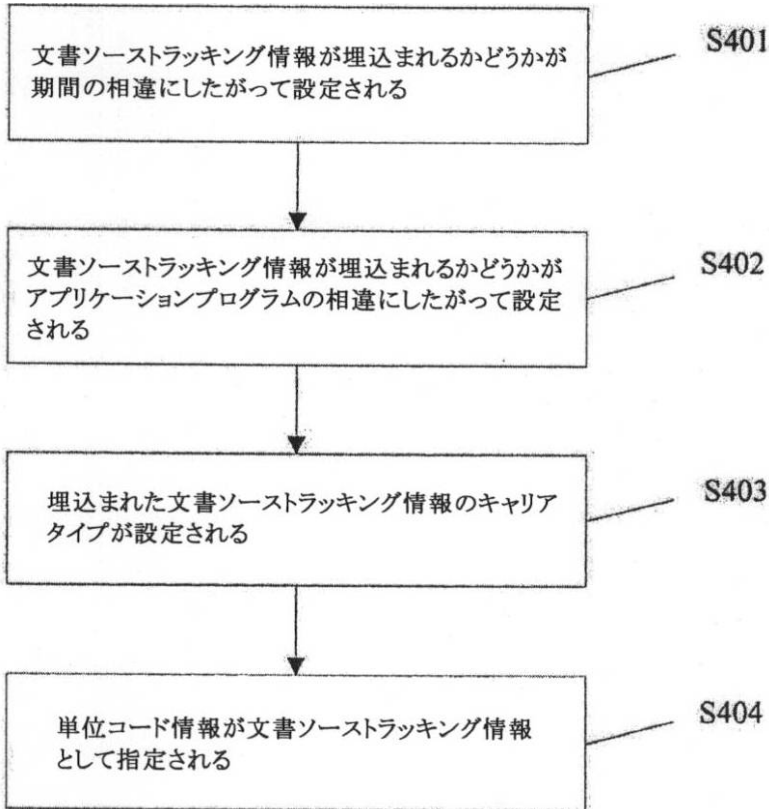 文書ソーストラッキング情報が埋込まれるかどうかが
期間の相違にしたがって設定される
S401
文書ソーストラッキング情報が埋込まれるかどうかが
アプリケーションプログラムの相違にしたがって設定
される
S402
埋込まれた文書ソーストラッキング情報のキャリア
タイプが設定される
S403
単位コード情報が文書ソーストラッキング情報
として指定される
S404